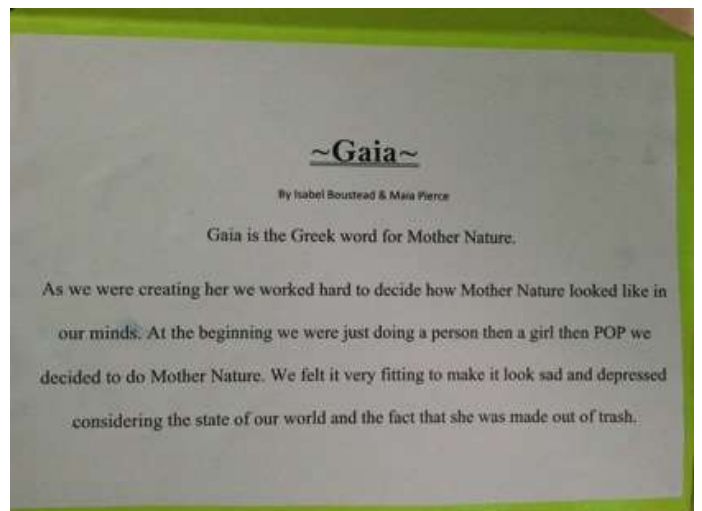 ~Gaia~
By Isabel Boustead & Maia Pierce
Gaia is the Greek word for Mother Nature.
As we were creating her we worked hard to decide how Mother Nature looked like in
our minds. At the beginning we were just doing a person then a girl then POP we
decided to do Mother Nature. We felt it very fitting to make it look sad and depressed
considering the state of our world and the fact that she was made out of trash.